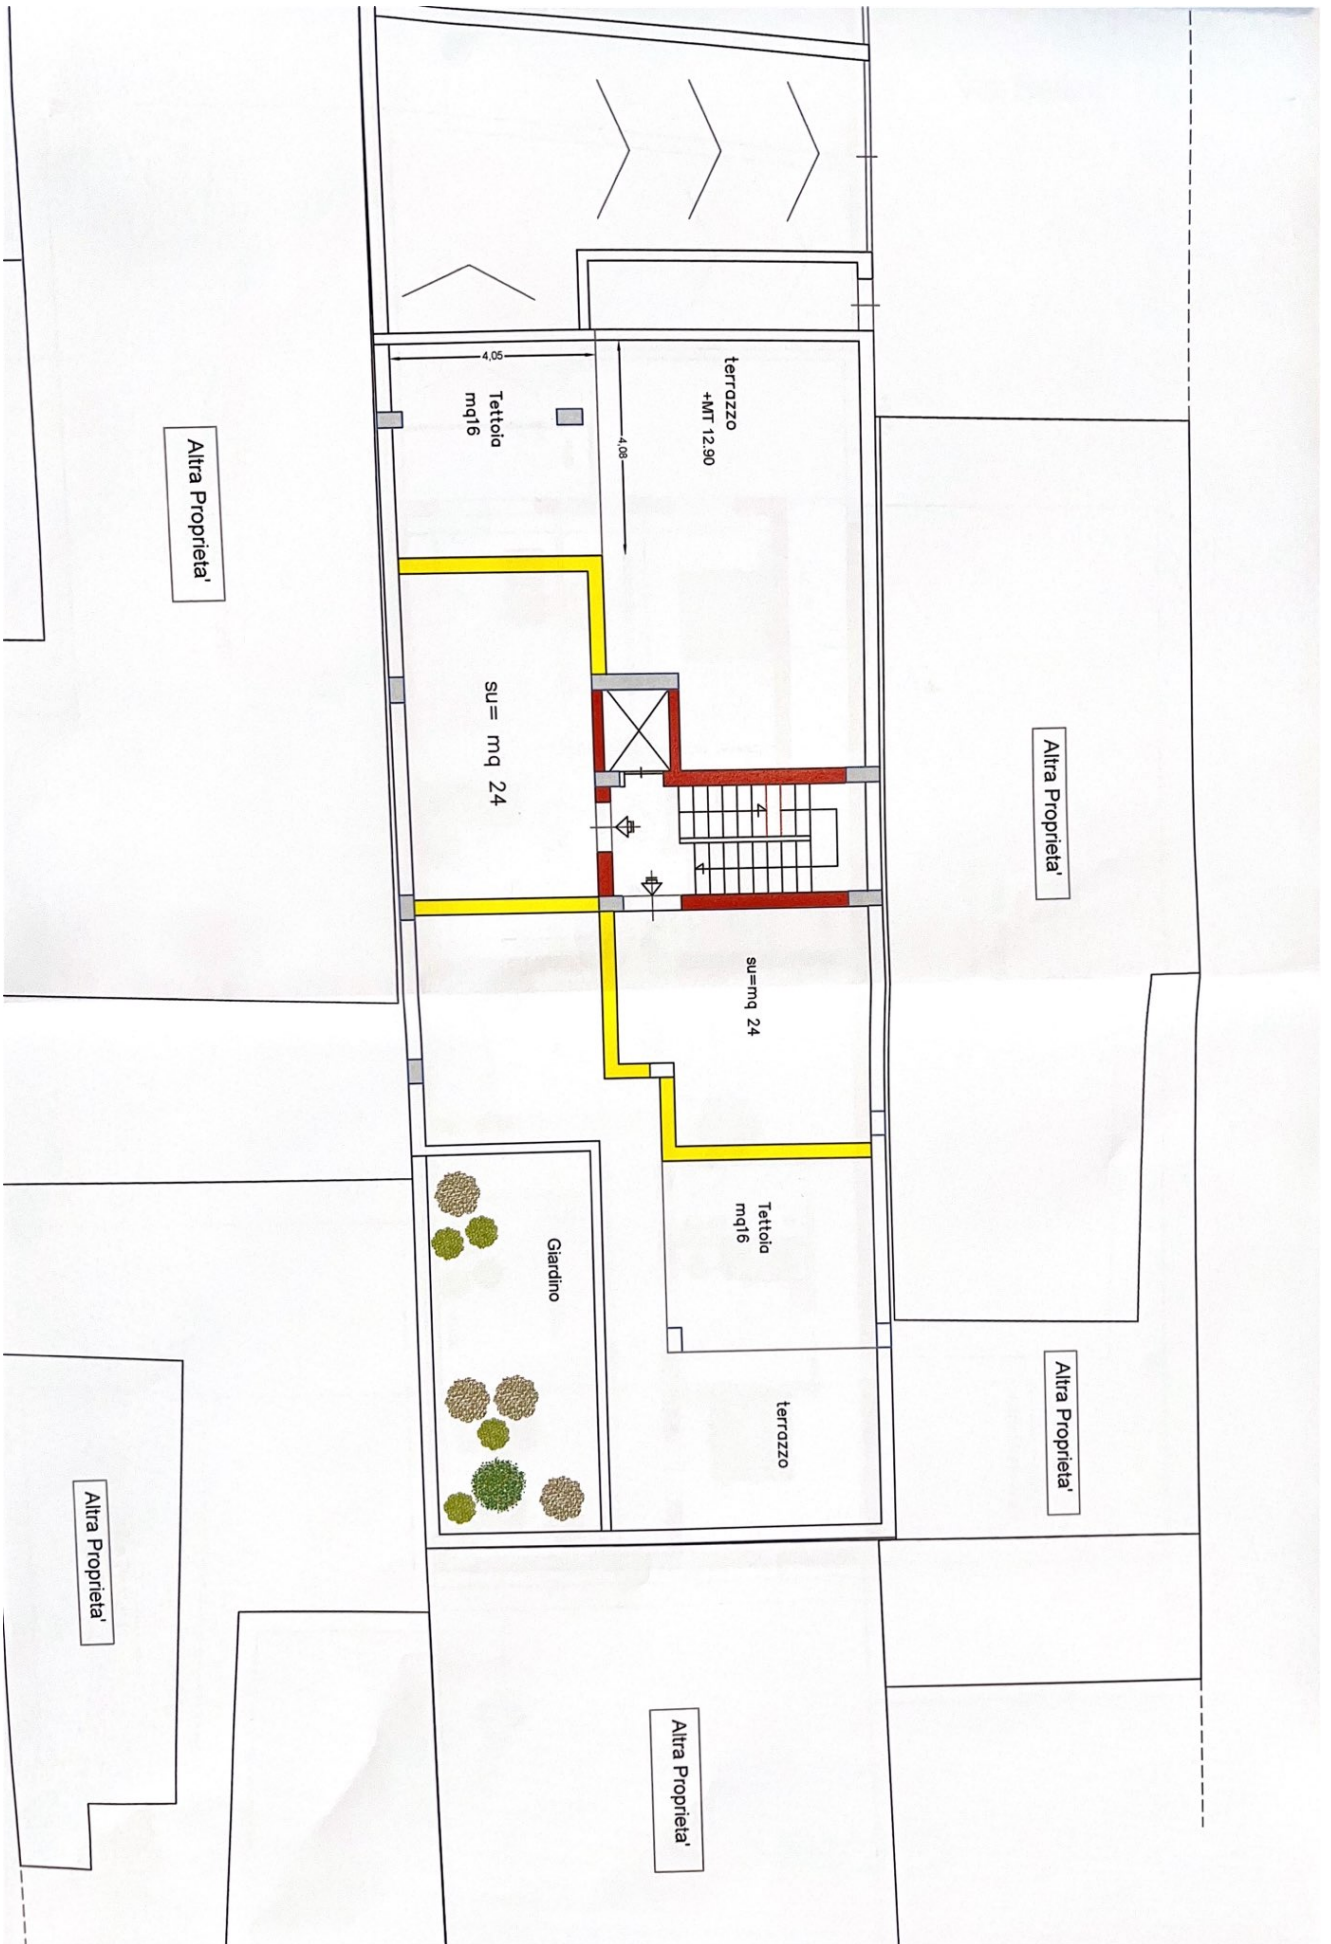 4,05
Tettoia
mq16
4,08
terrazzo
+MT 12.90
Altra Proprieta'
su= mq 24
Altra Proprieta'
su=mq 24
Tettoia
mq16
Giardino
terrazzo
Altra Proprieta'
Altra Proprieta'
Altra Proprieta'